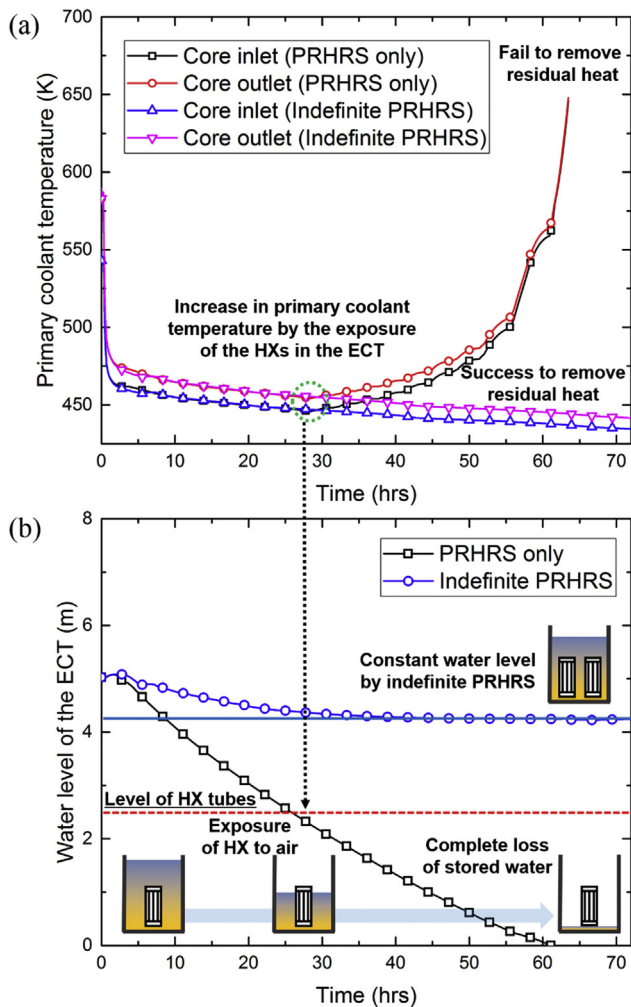 (a)
700
650
600
550
500
450
Primary coolant temperature (K)
Core inlet (PRHRS only)
Core outlet (PRHRS only)
Core inlet (Indefinite PRHRS)
Core outlet (Indefinite PRHRS)
Fail to remove
residual heat
Increase in primary coolant
temperature by the exposure
of the HXs in the ECT
Success to remove
residual heat
0 10 20 30 40 50 60 70
Time (hrs)
(b)
8
6
4
2
0
Water level of the ECT (m)
PRHRS only
Indefinite PRHRS
Constant water level
by indefinite PRHRS
Level of HX tubes
Exposure
of HX to air
Complete loss
of stored water
0 10 20 30 40 50 60 70
Time (hrs)